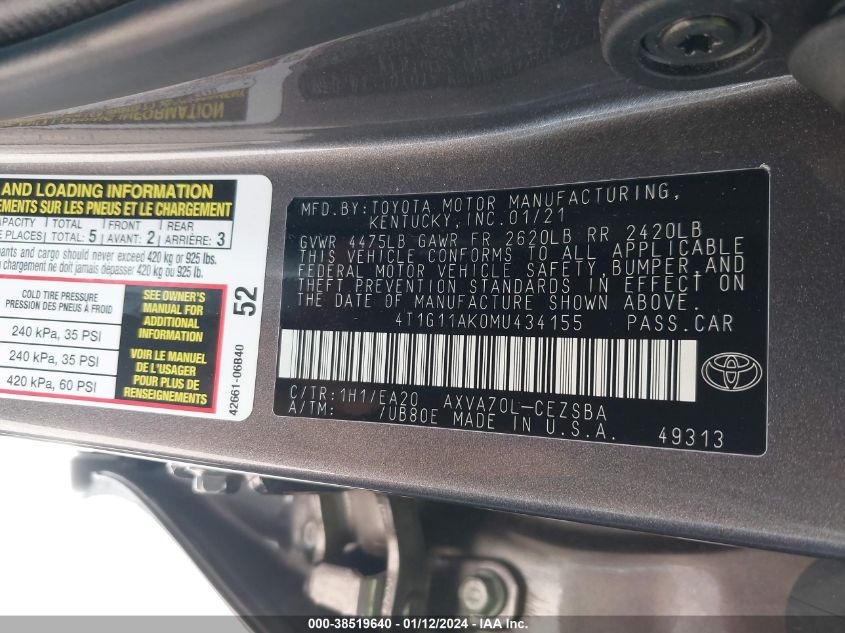 AND LOADING INFORMATION
EMENTS SUR LES PNEUS ET LE CHARGEMENT
APACITY TOTAL FRONT REAR
PLACES TOTAL: 5 AVANT: 2 ARRIÈRE: 3
pants and cargo should never exceed 420 kg or 925 lbs.
chargement ne doit jamais dépasser 420 kg ou 925 lb.
COLD TIRE PRESSURE
PRESSION DES PNEUS À FROID
240 kPa, 35 PSI
240 kPa, 35 PSI
420 kPa, 60 PSI
SEE OWNER'S
MANUAL FOR
ADDITIONAL
INFORMATION
VOIR LE MANUEL
DE L'USAGER
POUR PLUS DE
RENSEIGNEMENTS
52
42661-06B40
MFD.BY:TOYOTA MOTOR MANUFACTURING,
KENTUCKY,INC.01/21
GVWR 4475LB GAWR FR 2620LB RR 2420LB
THIS VEHICLE CONFORMS TO ALL APPLICABLE
FEDERAL MOTOR VEHICLE SAFETY,BUMPER,AND
THEFT PREVENTION STANDARDS IN EFFECT ON
THE DATE OF MANUFACTURE SHOWN ABOVE.
4T1G11AK0MU434155 PASS.CAR
C/TR:1H1/EA20 AXVA70L-CEZSBA
A/TM: /UB80E MADE IN U.S.A.
49313
000-38519640 - 01/12/2024 - IAA Inc.